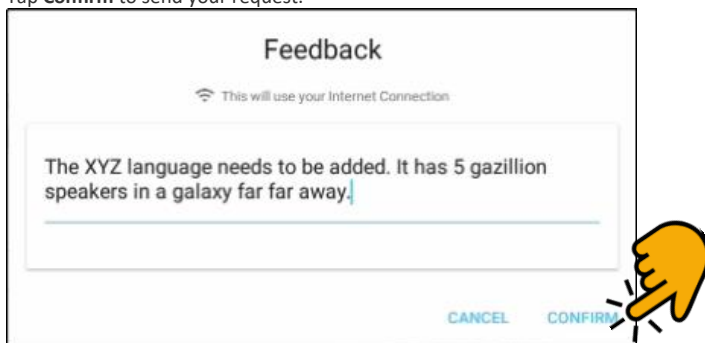 Tap Confirm to send your request.
Feedback
This will use your Internet Connection
The XYZ language needs to be added. It has 5 gazillion
speakers in a galaxy far far away.
CANCEL CONFIRM